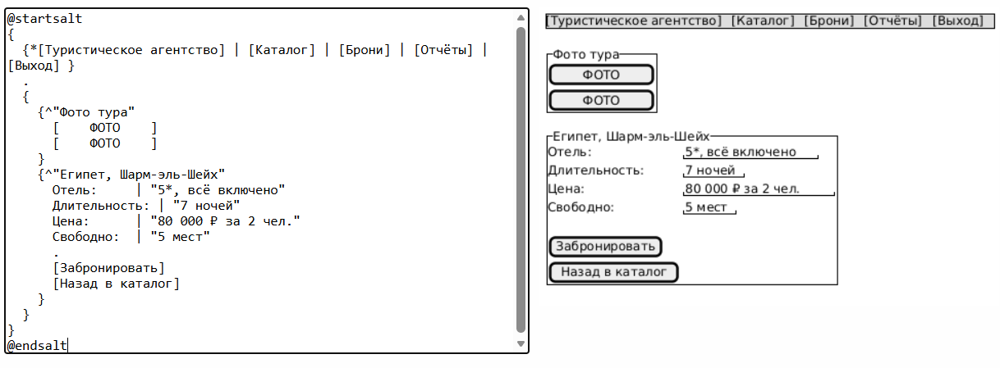 @startsalt
{
  {*[Туристическое агентство] | [Каталог] | [Брони] | [Отчёты] |
[Выход] }
  .
  {
    {^"Фото тура"
      [    ФОТО    ]
      [    ФОТО    ]
    }
    {^"Египет, Шарм-эль-Шейх"
      Отель:     | "5*, всё включено"
      Длительность: | "7 ночей"
      Цена:      | "80 000 ₽ за 2 чел."
      Свободно:  | "5 мест"
      .
      [Забронировать]
      [Назад в каталог]
    }
  }
}
@endsalt
[Туристическое агентство] [Каталог] [Брони] [Отчёты] [Выход]
Фото тура
ФОТО
ФОТО
Египет, Шарм-эль-Шейх
Отель: 5*, всё включено
Длительность: 7 ночей
Цена: 80 000 ₽ за 2 чел.
Свободно: 5 мест
Забронировать
Назад в каталог